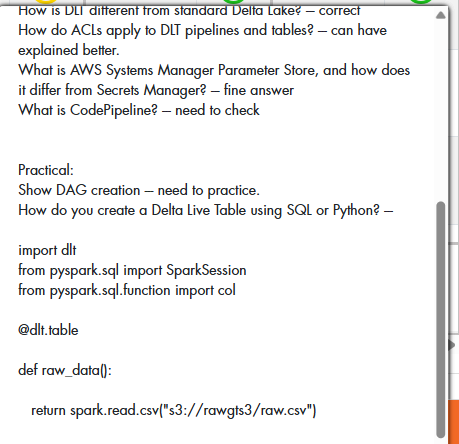 How is DLT different from standard Delta Lake? – correct
How do ACLs apply to DLT pipelines and tables? – can have
explained better.
What is AWS Systems Manager Parameter Store, and how does
it differ from Secrets Manager? – fine answer
What is CodePipeline? – need to check
Practical:
Show DAG creation – need to practice.
How do you create a Delta Live Table using SQL or Python? –
import dlt
from pyspark.sql import SparkSession
from pyspark.sql.function import col
@dlt.table
def raw_data():
return spark.read.csv("s3://rawgts3/raw.csv")